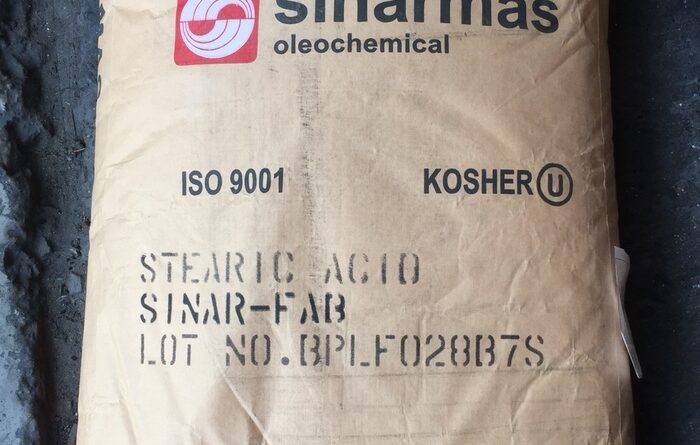 sinarmas
oleochemical
ISO 9001
KOSHER U
STEARIC ACID
SINAR-FAB
LOT NO.BPLF028B7S